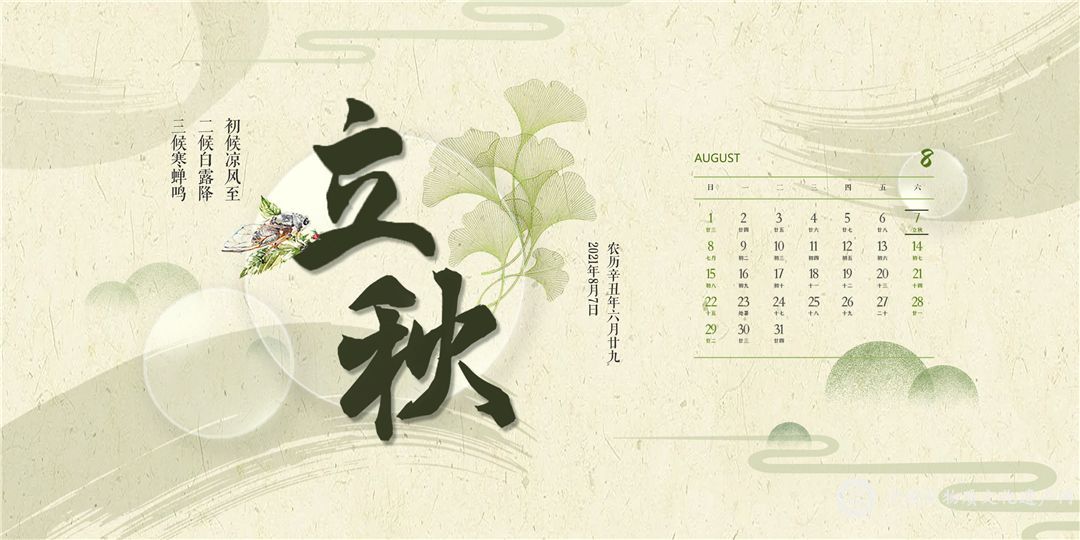 初候凉风至
二候白露降
三候寒蝉鸣
立秋
农历辛丑年六月廿九
2021年8月7日
AUGUST 8
日 一 二 三 四 五 六
1 2 3 4 5 6 7
廿三 廿四 廿五 廿六 廿七 廿八 立秋
8 9 10 11 12 13 14
七月 初二 初三 初四 初五 初六 初七
15 16 17 18 19 20 21
初八 初九 初十 十一 十二 十三 十四
22 23 24 25 26 27 28
十五 处暑 十七 十八 十九 二十 廿一
29 30 31
廿二 廿三 廿四